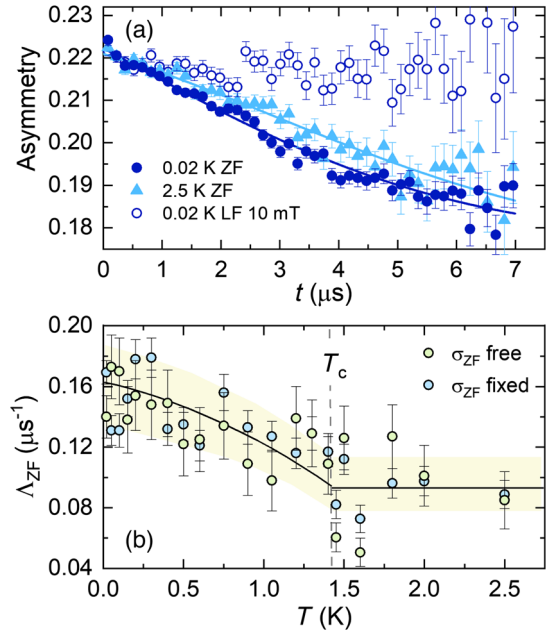 (a)
0.23
0.22
0.21
0.20
0.19
0.18
Asymmetry
0.02 K ZF
2.5 K ZF
0.02 K LF 10 mT
0 1 2 3 4 5 6 7
t (μs)
0.20
0.16
0.12
0.08
0.04
Λ_ZF (μs⁻¹)
T_c
σ_ZF free
σ_ZF fixed
(b)
0.0 0.5 1.0 1.5 2.0 2.5
T (K)